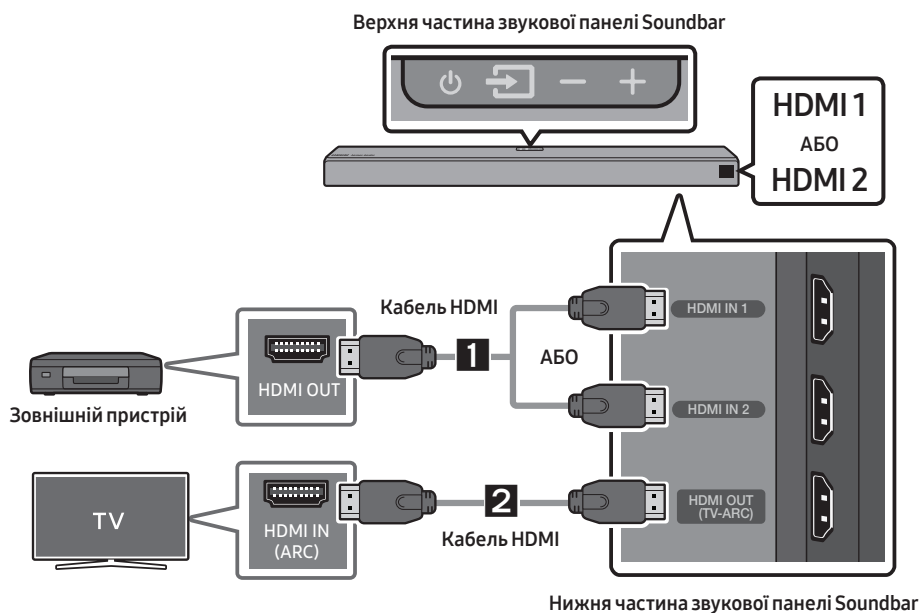 Верхня частина звукової панелі Soundbar
HDMI 1
АБО
HDMI 2
Кабель HDMI
HDMI IN 1
1
АБО
HDMI OUT
HDMI IN 2
Зовнішній пристрій
TV
HDMI IN
(ARC)
2
HDMI OUT
(TV-ARC)
Кабель HDMI
Нижня частина звукової панелі Soundbar